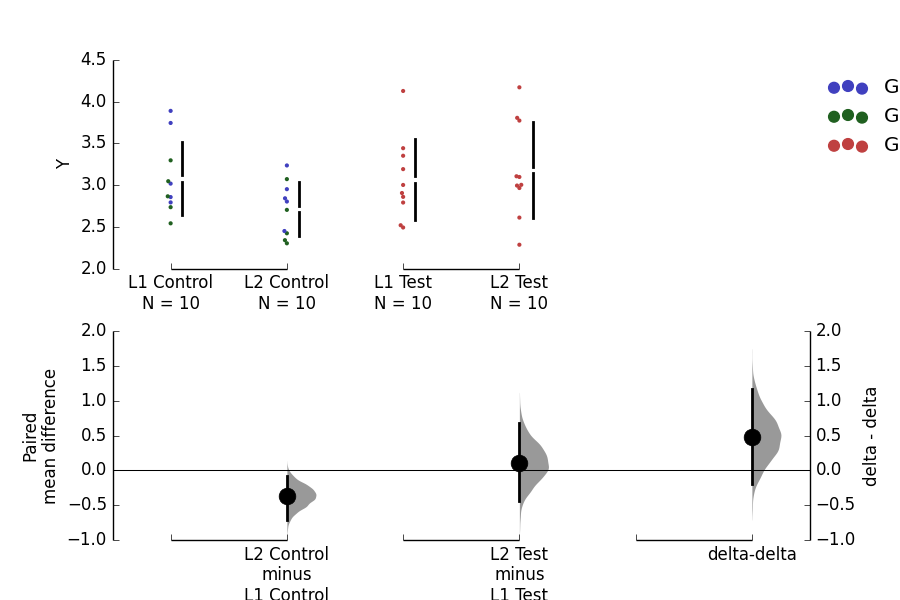 4.5
4.0
3.5
3.0
2.5
2.0
Y
L1 Control
N = 10
L2 Control
N = 10
L1 Test
N = 10
L2 Test
N = 10
G
G
G
2.0
1.5
1.0
0.5
0.0
−0.5
−1.0
Paired
mean difference
L2 Control
minus
L1 Control
L2 Test
minus
L1 Test
delta-delta
2.0
1.5
1.0
0.5
0.0
−0.5
−1.0
delta - delta